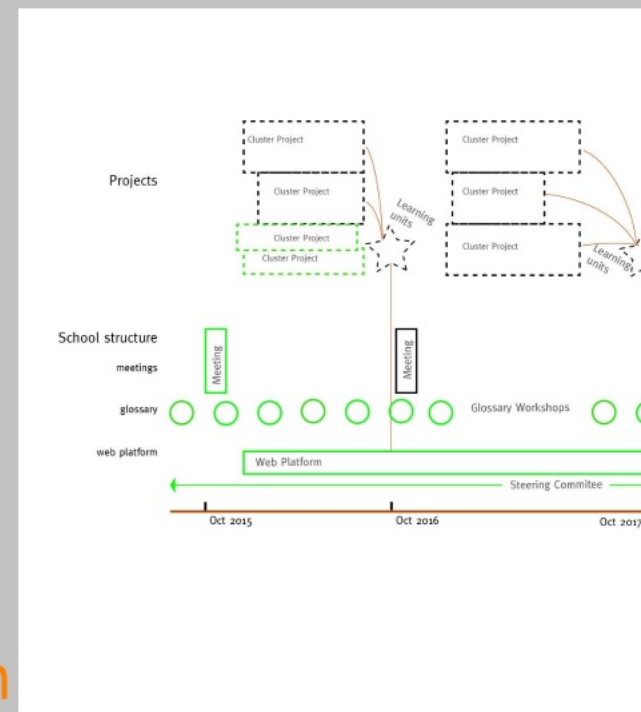 Cluster Project
Cluster Project
Projects
Cluster Project
Cluster Project
Learning
units
Cluster Project
Cluster Project
Cluster Project
Learning
units
School structure
meetings
Meeting
Meeting
glossary
Glossary Workshops
web platform
Web Platform
Steering Commitee
Oct 2015
Oct 2016
Oct 2017